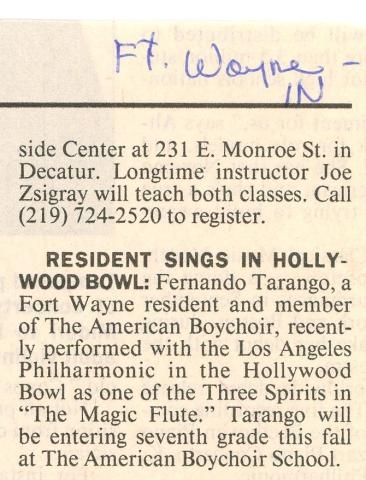 Ft. Wayne -
IN
side Center at 231 E. Monroe St. in
Decatur. Longtime instructor Joe
Zsigray will teach both classes. Call
(219) 724-2520 to register.
RESIDENT SINGS IN HOLLY-
WOOD BOWL: Fernando Tarango, a
Fort Wayne resident and member
of The American Boychoir, recent-
ly performed with the Los Angeles
Philharmonic in the Hollywood
Bowl as one of the Three Spirits in
“The Magic Flute.” Tarango will
be entering seventh grade this fall
at The American Boychoir School.